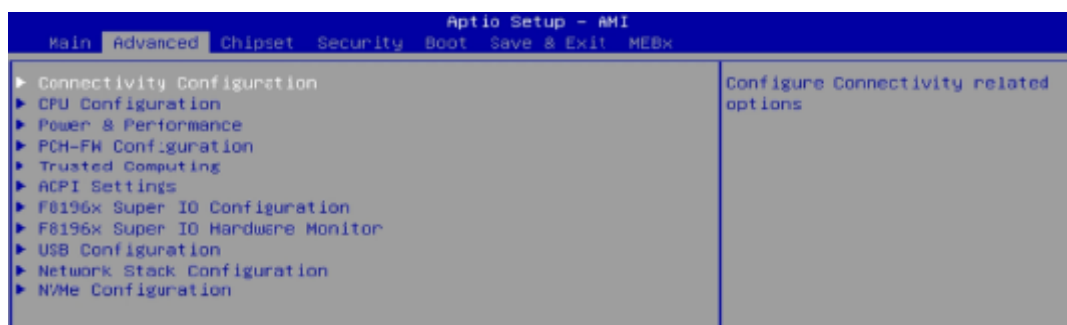 Aptio Setup – AMI
Main Advanced Chipset Security Boot Save & Exit MEBx
▶ Connectivity Configuration
▶ CPU Configuration
▶ Power & Performance
▶ PCH-FW Configuration
▶ Trusted Computing
▶ ACPI Settings
▶ F8196x Super IO Configuration
▶ F8196x Super IO Hardware Monitor
▶ USB Configuration
▶ Network Stack Configuration
▶ NVMe Configuration
Configure Connectivity related
options